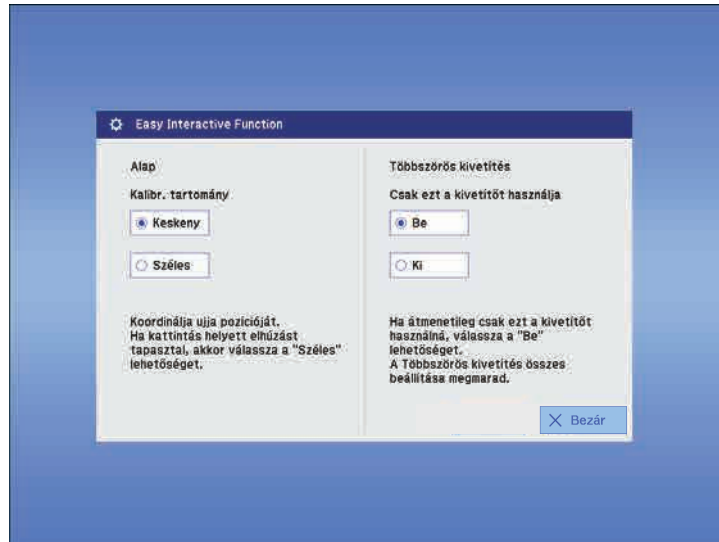 Easy Interactive Function
Alap
Kalibr. tartomány
Keskeny
Széles
Koordinálja ujja pozícióját.
Ha kattintás helyett elhúzást
tapasztal, akkor válassza a "Széles"
lehetőséget.
Többszörös kivetítés
Csak ezt a kivetítőt használja
Be
Ki
Ha átmenetileg csak ezt a kivetítőt
használná, válassza a "Be"
lehetőséget.
A Többszörös kivetítés összes
beállítása megmarad.
Bezár